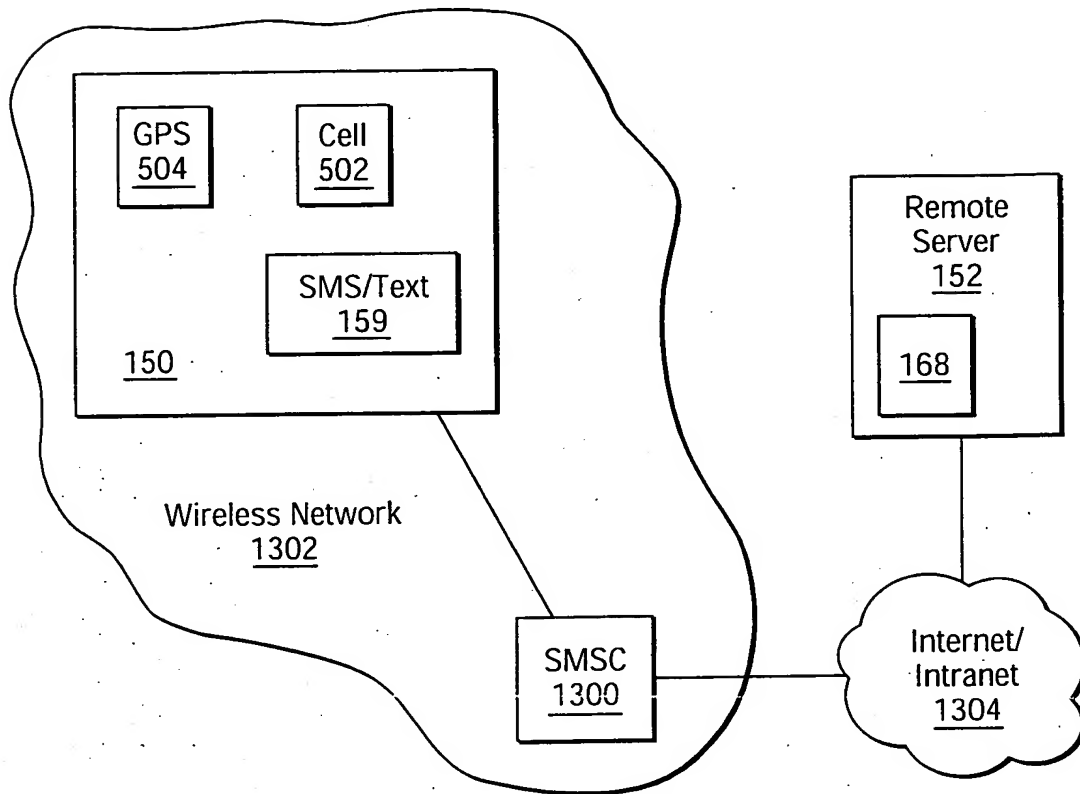 GPS
504
Cell
502
SMS/Text
159
150
Wireless Network
1302
SMSC
1300
Remote
Server
152
168
Internet/
Intranet
1304